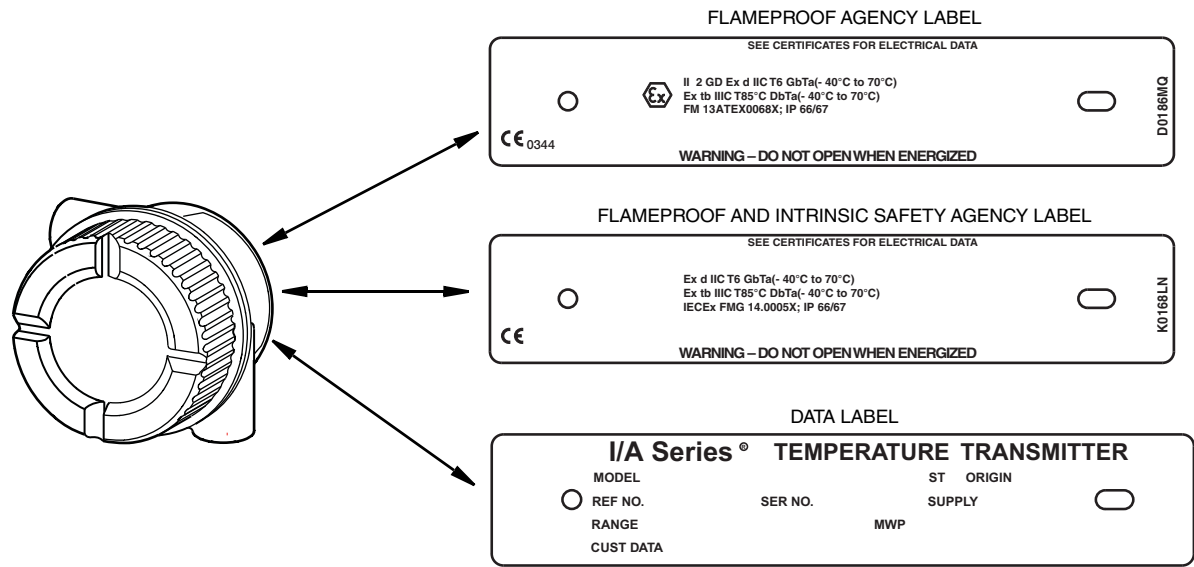 FLAMEPROOF AGENCY LABEL
SEE CERTIFICATES FOR ELECTRICAL DATA
Ex
II 2 GD Ex d IIC T6 GbTa(- 40°C to 70°C)
Ex tb IIIC T85°C DbTa(- 40°C to 70°C)
FM 13ATEX0068X; IP 66/67
CE 0344
WARNING – DO NOT OPEN WHEN ENERGIZED
D0186MQ
FLAMEPROOF AND INTRINSIC SAFETY AGENCY LABEL
SEE CERTIFICATES FOR ELECTRICAL DATA
Ex d IIC T6 GbTa(- 40°C to 70°C)
Ex tb IIIC T85°C DbTa(- 40°C to 70°C)
IECEx FMG 14.0005X; IP 66/67
CE
WARNING – DO NOT OPEN WHEN ENERGIZED
K0168LN
DATA LABEL
I/A Series ® TEMPERATURE TRANSMITTER
MODEL ST ORIGIN
REF NO. SER NO. SUPPLY
RANGE MWP
CUST DATA